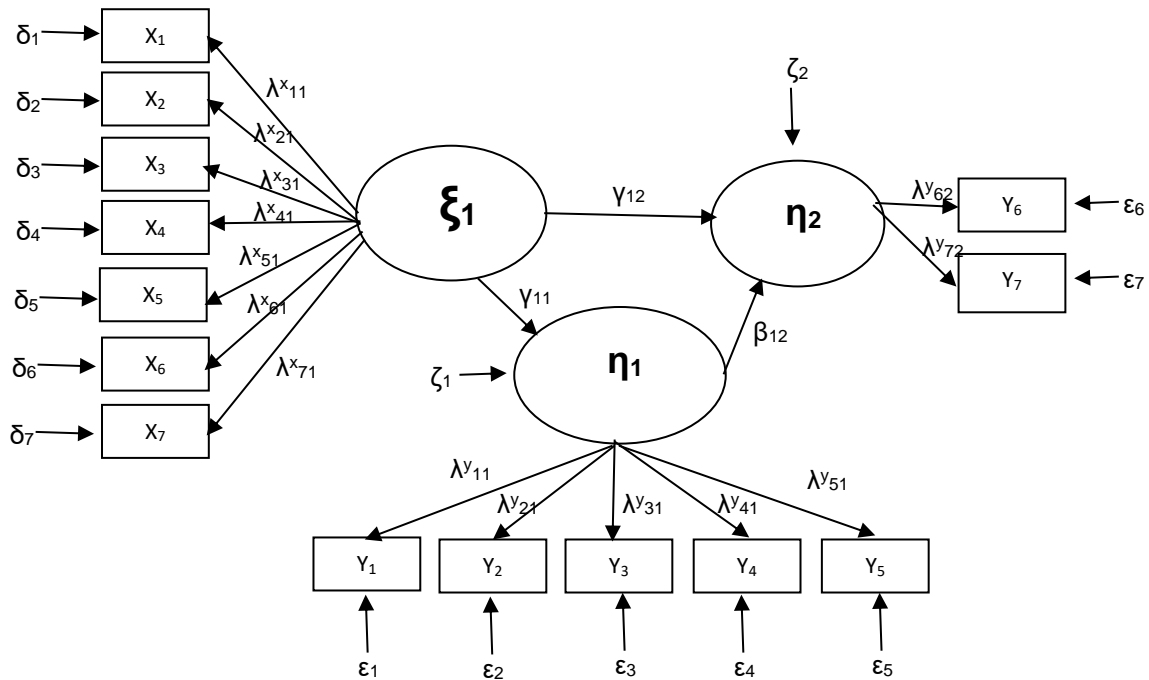 δ₁
X₁
λˣ₁₁
δ₂
X₂
λˣ₂₁
δ₃
X₃
λˣ₃₁
δ₄
X₄
λˣ₄₁
δ₅
X₅
λˣ₅₁
δ₆
X₆
λˣ₆₁
δ₇
X₇
λˣ₇₁
ξ₁
γ₁₂
γ₁₁
ζ₂
η₂
λʸ₆₂
Y₆
ε₆
λʸ₇₂
Y₇
ε₇
β₁₂
ζ₁
η₁
λʸ₁₁
λʸ₂₁
λʸ₃₁
λʸ₄₁
λʸ₅₁
Y₁
Y₂
Y₃
Y₄
Y₅
ε₁
ε₂
ε₃
ε₄
ε₅